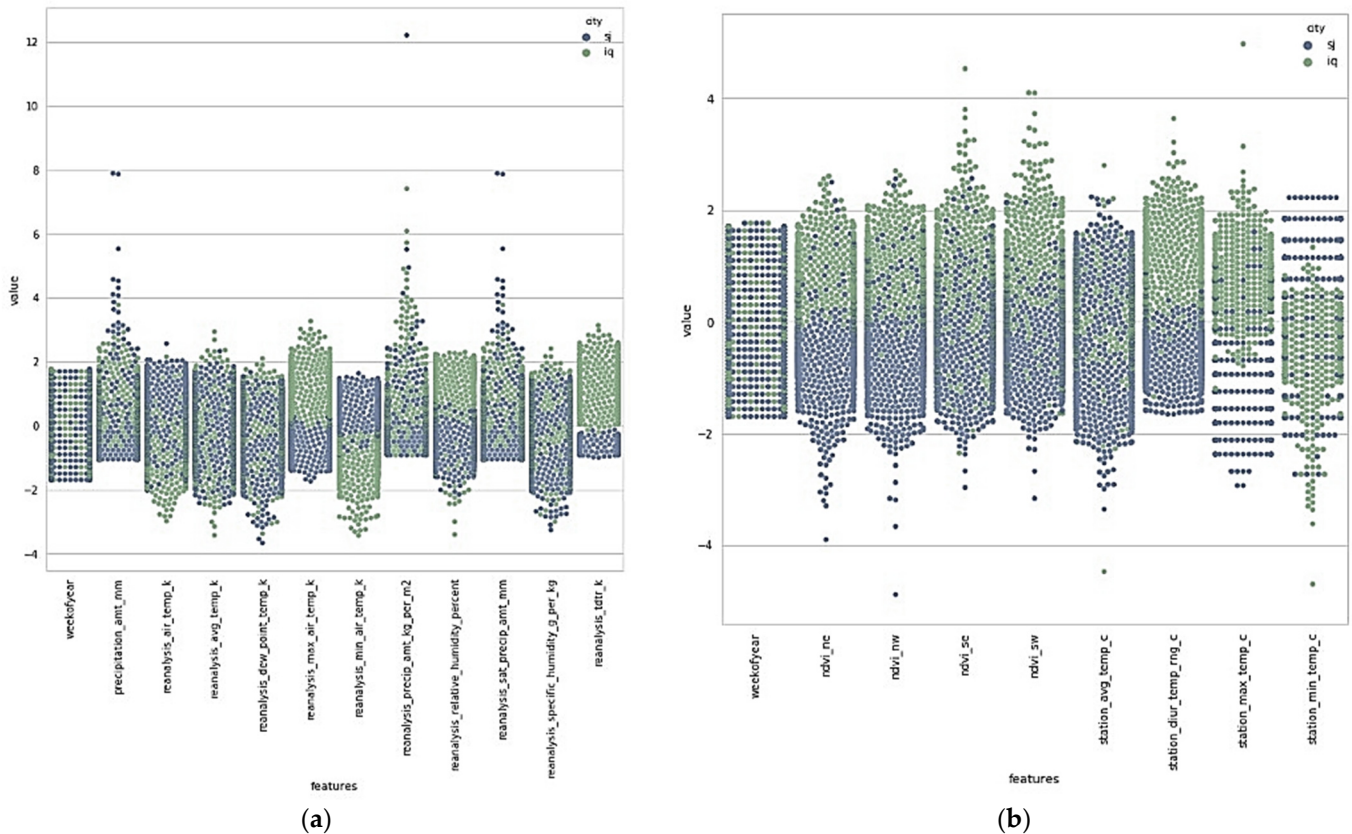 city
sj
iq
12
10
8
6
4
2
0
−2
−4
value
weekofyear
precipitation_amt_mm
reanalysis_air_temp_k
reanalysis_avg_temp_k
reanalysis_dew_point_temp_k
reanalysis_max_air_temp_k
reanalysis_min_air_temp_k
reanalysis_precip_amt_kg_per_m2
reanalysis_relative_humidity_percent
reanalysis_sat_precip_amt_mm
reanalysis_specific_humidity_g_per_kg
reanalysis_tdtr_k
features
(a)
city
sj
iq
4
2
0
−2
−4
value
weekofyear
ndvi_ne
ndvi_nw
ndvi_se
ndvi_sw
station_avg_temp_c
station_diur_temp_rng_c
station_max_temp_c
station_min_temp_c
features
(b)